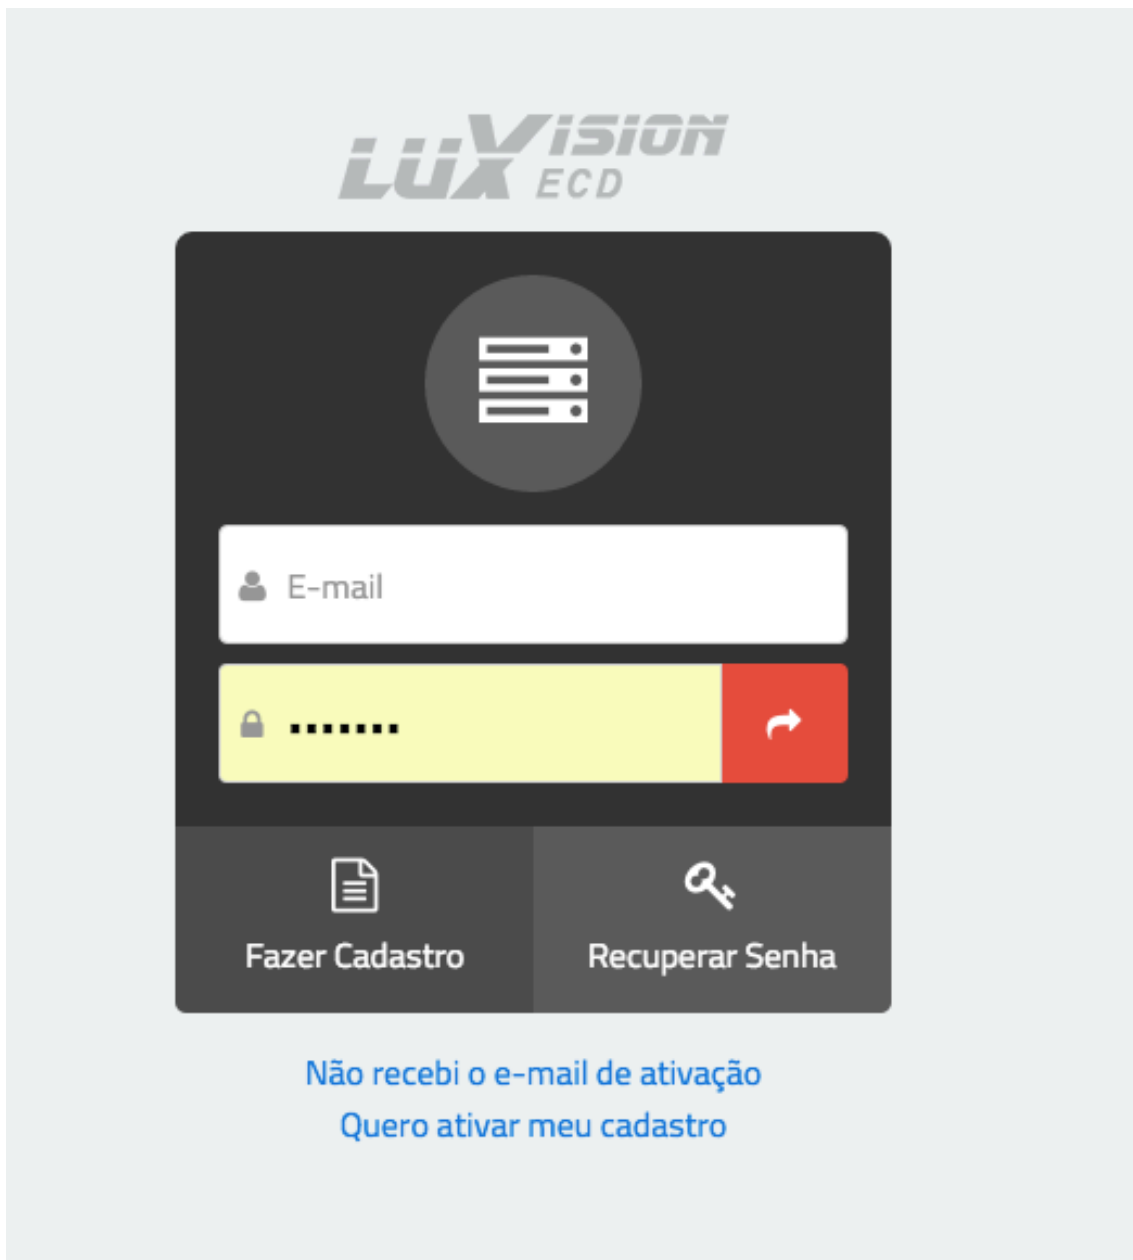 LUXVISION
ECD
E-mail
•••••••
Fazer Cadastro
Recuperar Senha
Não recebi o e-mail de ativação
Quero ativar meu cadastro